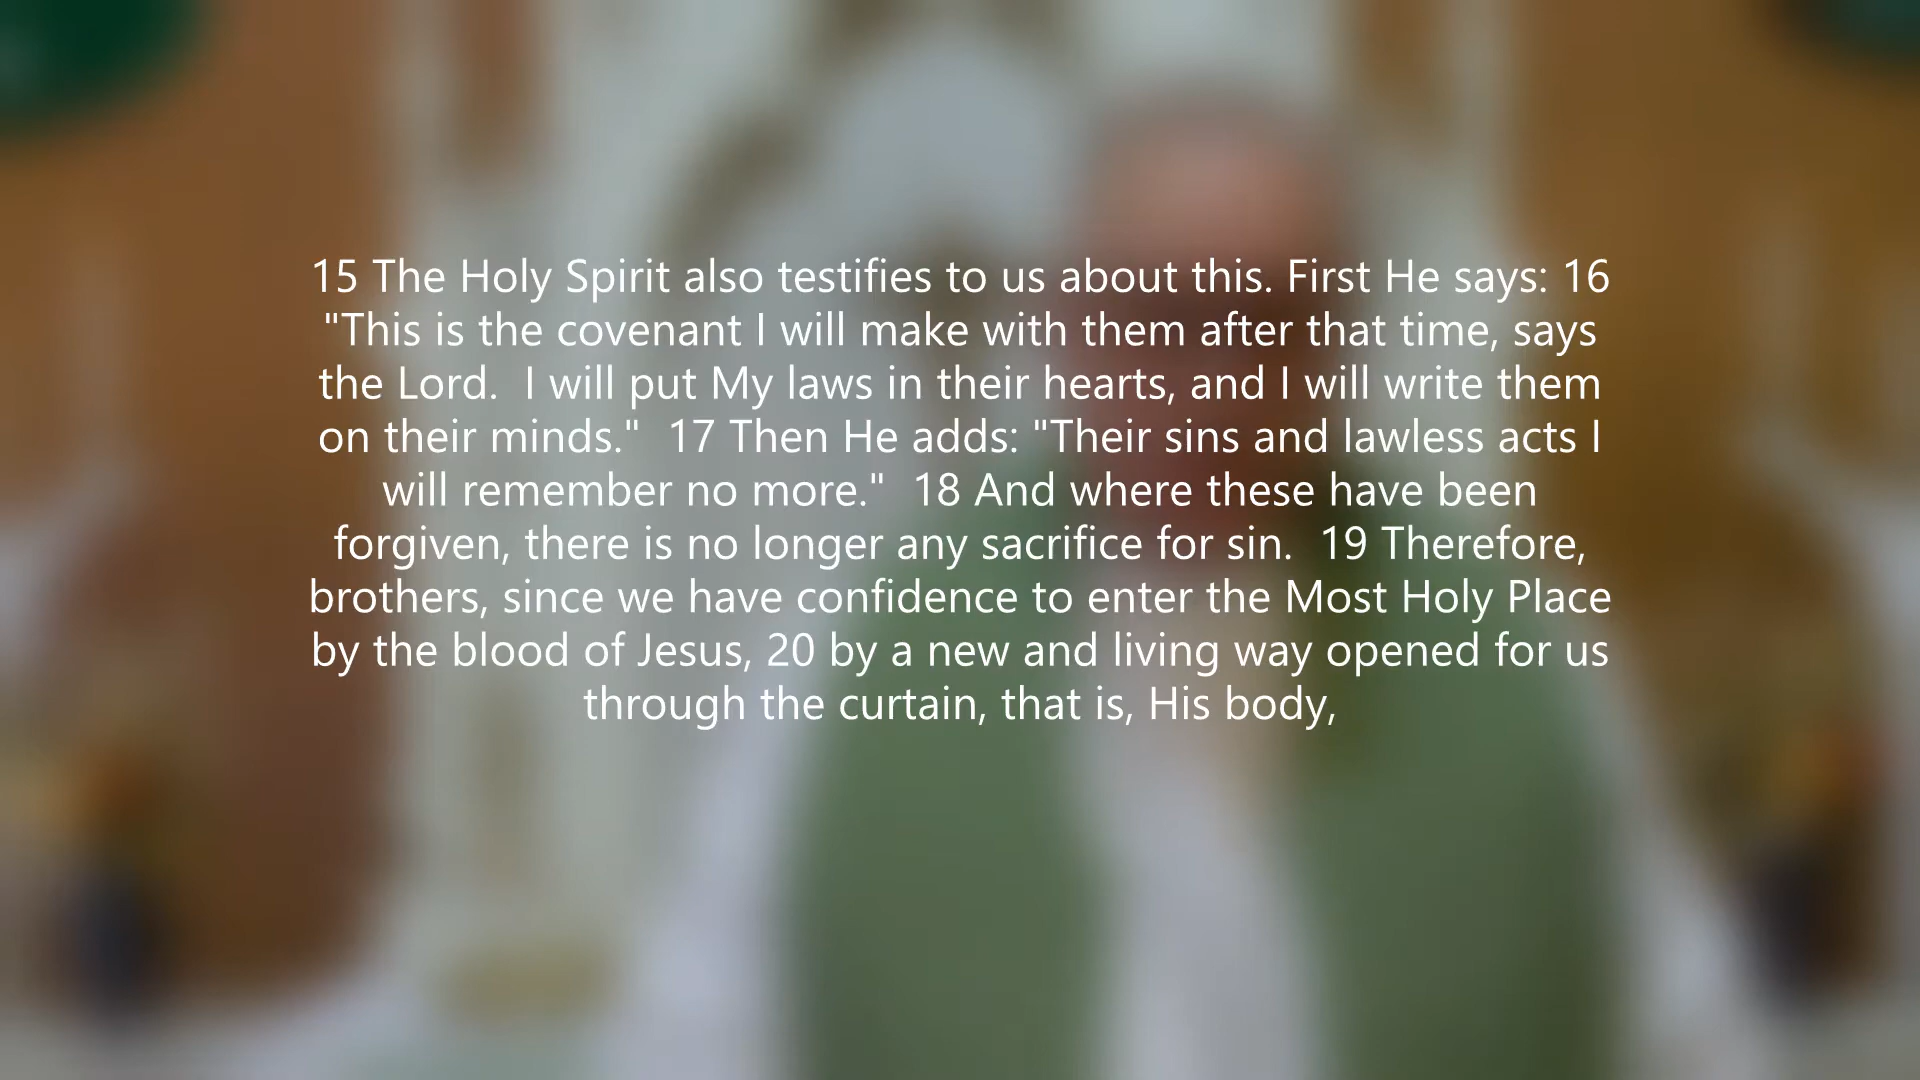 15 The Holy Spirit also testifies to us about this. First He says: 16
"This is the covenant I will make with them after that time, says
the Lord.  I will put My laws in their hearts, and I will write them
on their minds."  17 Then He adds: "Their sins and lawless acts I
will remember no more."  18 And where these have been
forgiven, there is no longer any sacrifice for sin.  19 Therefore,
brothers, since we have confidence to enter the Most Holy Place
by the blood of Jesus, 20 by a new and living way opened for us
through the curtain, that is, His body,